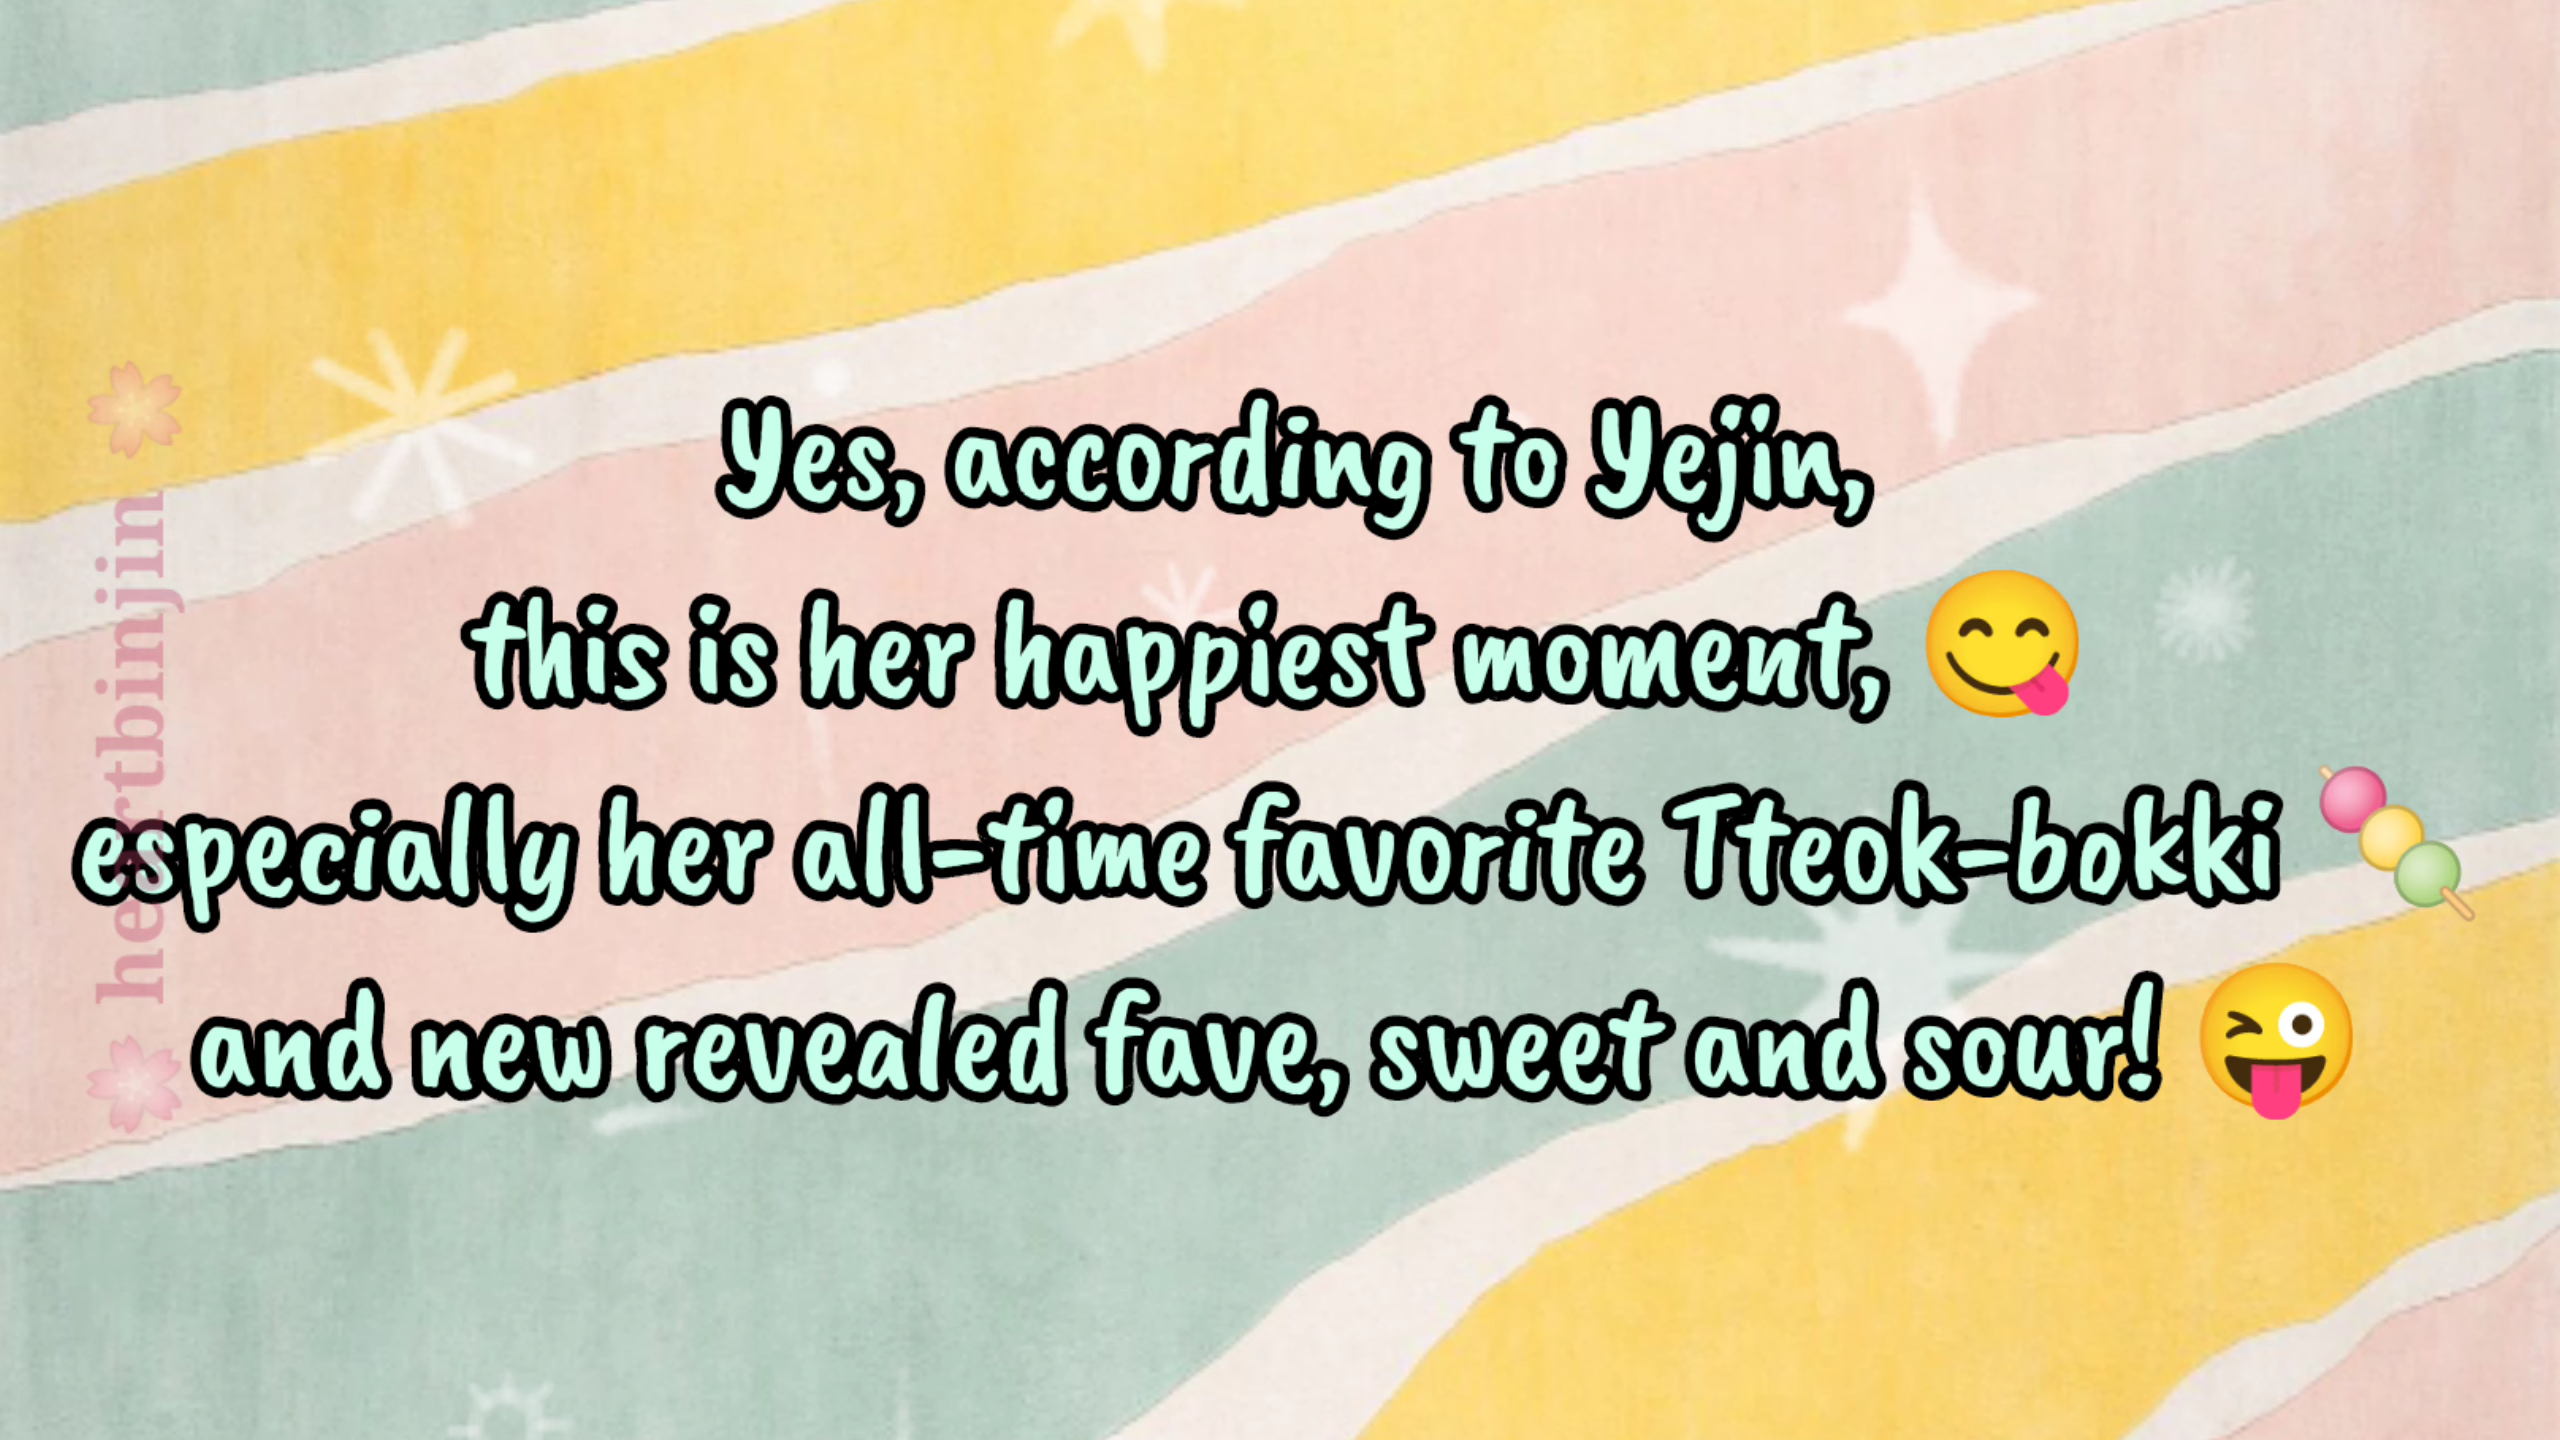 Yes, according to Yejin,
this is her happiest moment, 😋
especially her all-time favorite Tteok-bokki 🍡
and new revealed fave, sweet and sour! 😜
🌸 heartbinjin 🌸